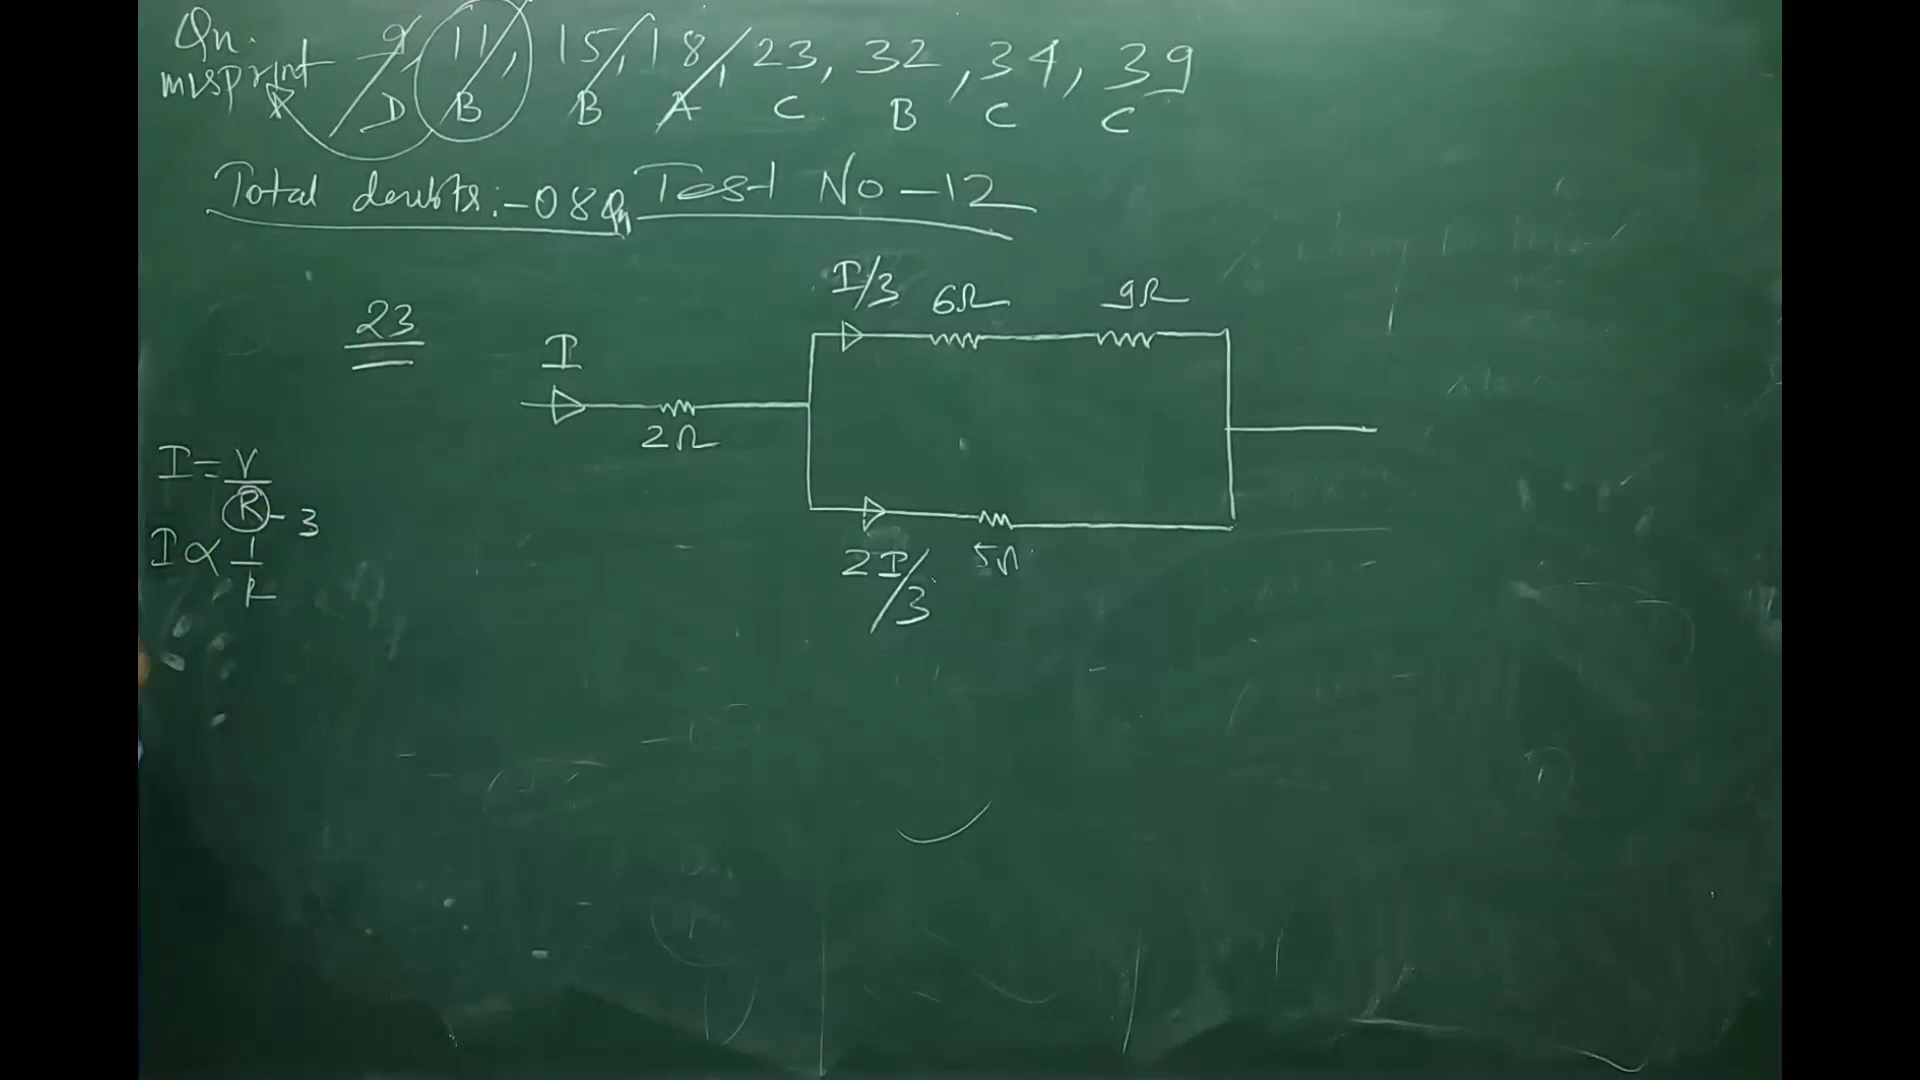 Qn. 9, 11, 15, 18, 23, 32, 34, 39
misprint D B B A C B C C
Total doubts:-08 Qn Test No-12
23
I/3 6Ω 9Ω
I
2Ω
I=V/R-3
I∝1/R
2I/3 5Ω